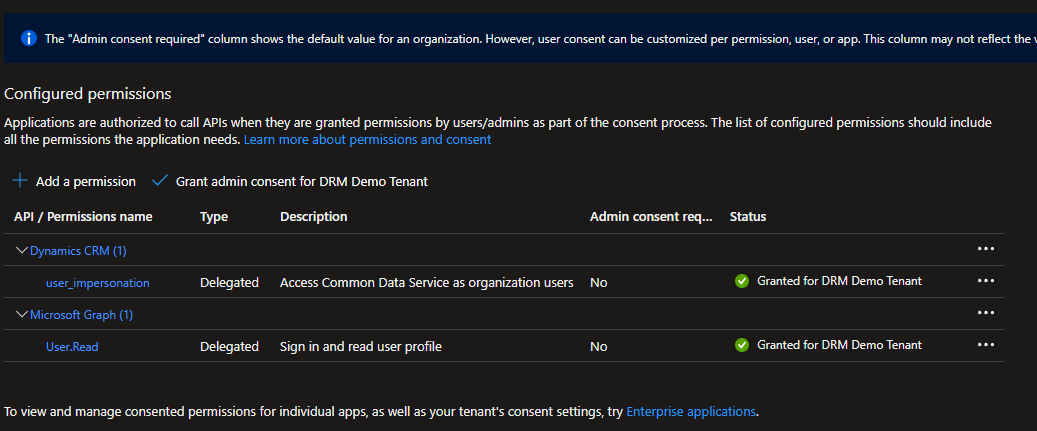 The "Admin consent required" column shows the default value for an organization. However, user consent can be customized per permission, user, or app. This column may not reflect the
Configured permissions
Applications are authorized to call APIs when they are granted permissions by users/admins as part of the consent process. The list of configured permissions should include
all the permissions the application needs. Learn more about permissions and consent
Add a permission Grant admin consent for DRM Demo Tenant
API / Permissions name Type Description Admin consent req... Status
Dynamics CRM (1)
user_impersonation Delegated Access Common Data Service as organization users No Granted for DRM Demo Tenant
Microsoft Graph (1)
User.Read Delegated Sign in and read user profile No Granted for DRM Demo Tenant
To view and manage consented permissions for individual apps, as well as your tenant's consent settings, try Enterprise applications.